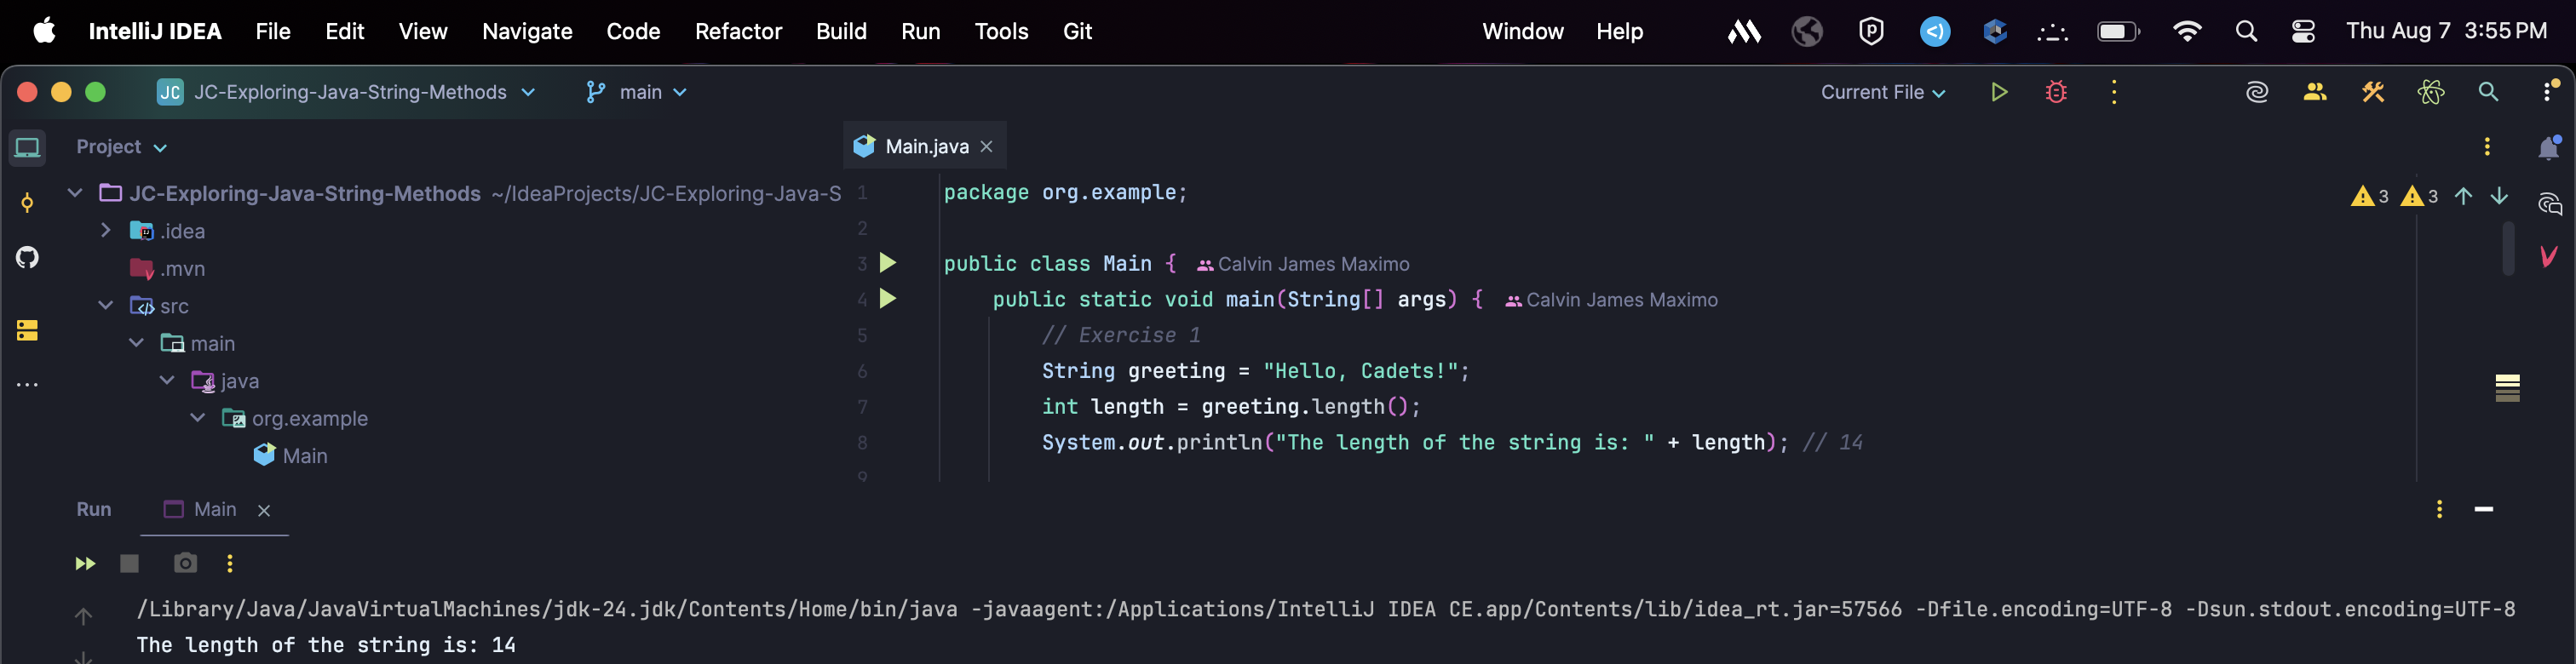 IntelliJ IDEA File Edit View Navigate Code Refactor Build Run Tools Git Window Help Thu Aug 7 3:55 PM
JC JC-Exploring-Java-String-Methods main Current File
Project
Main.java
JC-Exploring-Java-String-Methods ~/IdeaProjects/JC-Exploring-Java-S
.idea
.mvn
src
main
java
org.example
Main
3 3
1 package org.example;
2
3 public class Main { Calvin James Maximo
4 public static void main(String[] args) { Calvin James Maximo
5 // Exercise 1
6 String greeting = "Hello, Cadets!";
7 int length = greeting.length();
8 System.out.println("The length of the string is: " + length); // 14
9
Run Main
/Library/Java/JavaVirtualMachines/jdk-24.jdk/Contents/Home/bin/java -javaagent:/Applications/IntelliJ IDEA CE.app/Contents/lib/idea_rt.jar=57566 -Dfile.encoding=UTF-8 -Dsun.stdout.encoding=UTF-8
The length of the string is: 14